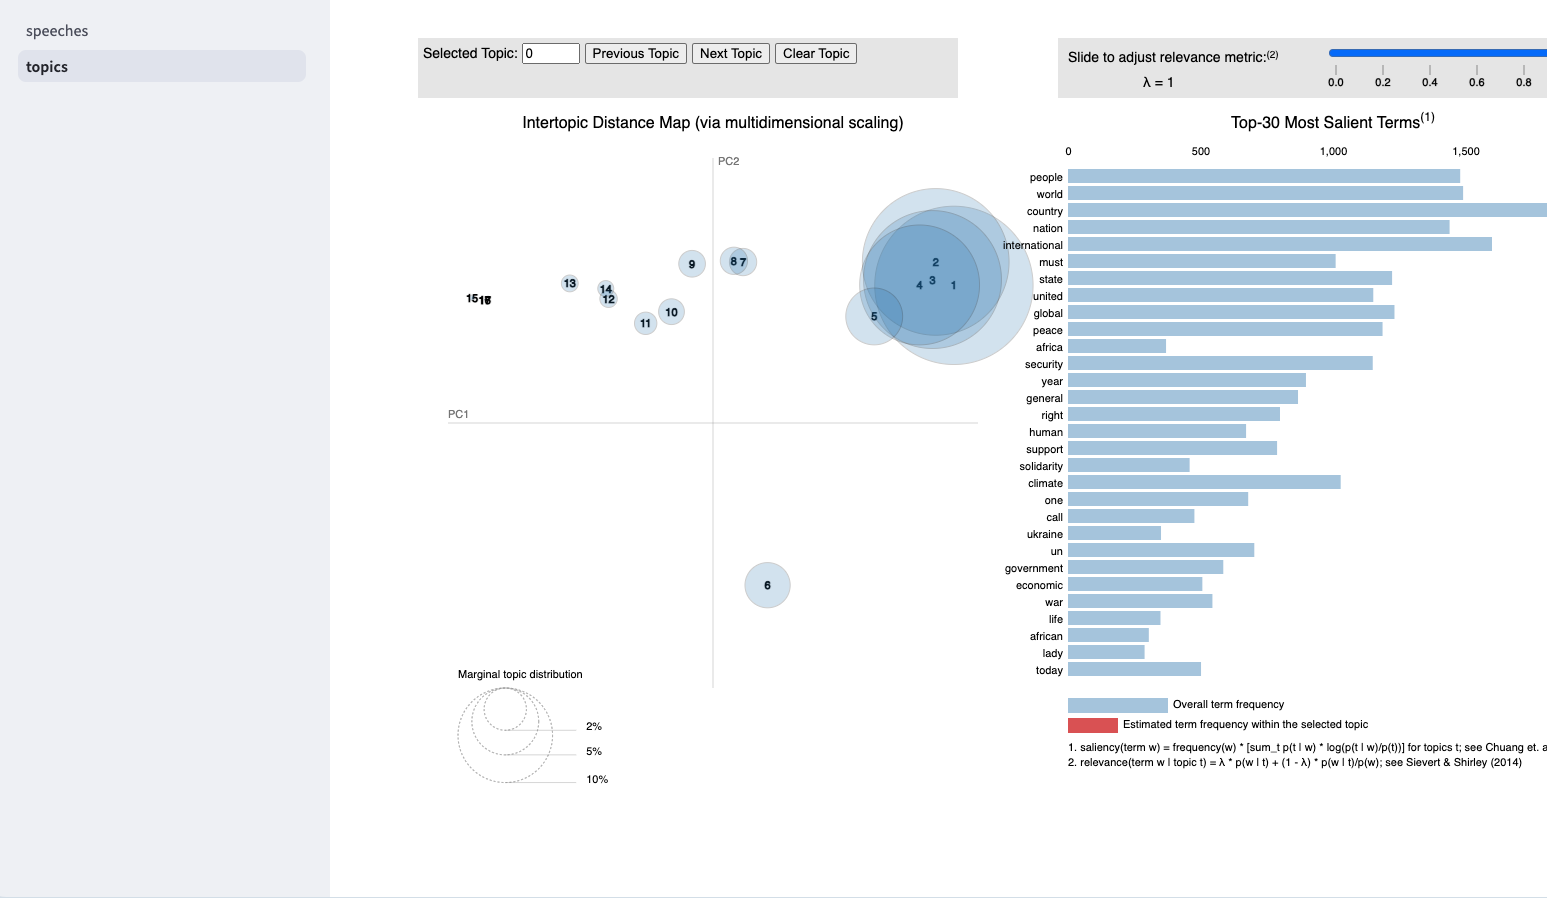 speeches
topics
Selected Topic: 0 Previous Topic Next Topic Clear Topic
Slide to adjust relevance metric:(2)
λ = 1
0.0 0.2 0.4 0.6 0.8
Intertopic Distance Map (via multidimensional scaling)
PC2
PC1
1
2
3
4
5
6
7
8
9
10
11
12
13
14
15
Marginal topic distribution
2%
5%
10%
Top-30 Most Salient Terms(1)
0 500 1,000 1,500
people
world
country
nation
international
must
state
united
global
peace
africa
security
year
general
right
human
support
solidarity
climate
one
call
ukraine
un
government
economic
war
life
african
lady
today
Overall term frequency
Estimated term frequency within the selected topic
1. saliency(term w) = frequency(w) * [sum_t p(t | w) * log(p(t | w)/p(t))] for topics t; see Chuang et. a
2. relevance(term w | topic t) = λ * p(w | t) + (1 - λ) * p(w | t)/p(w); see Sievert & Shirley (2014)